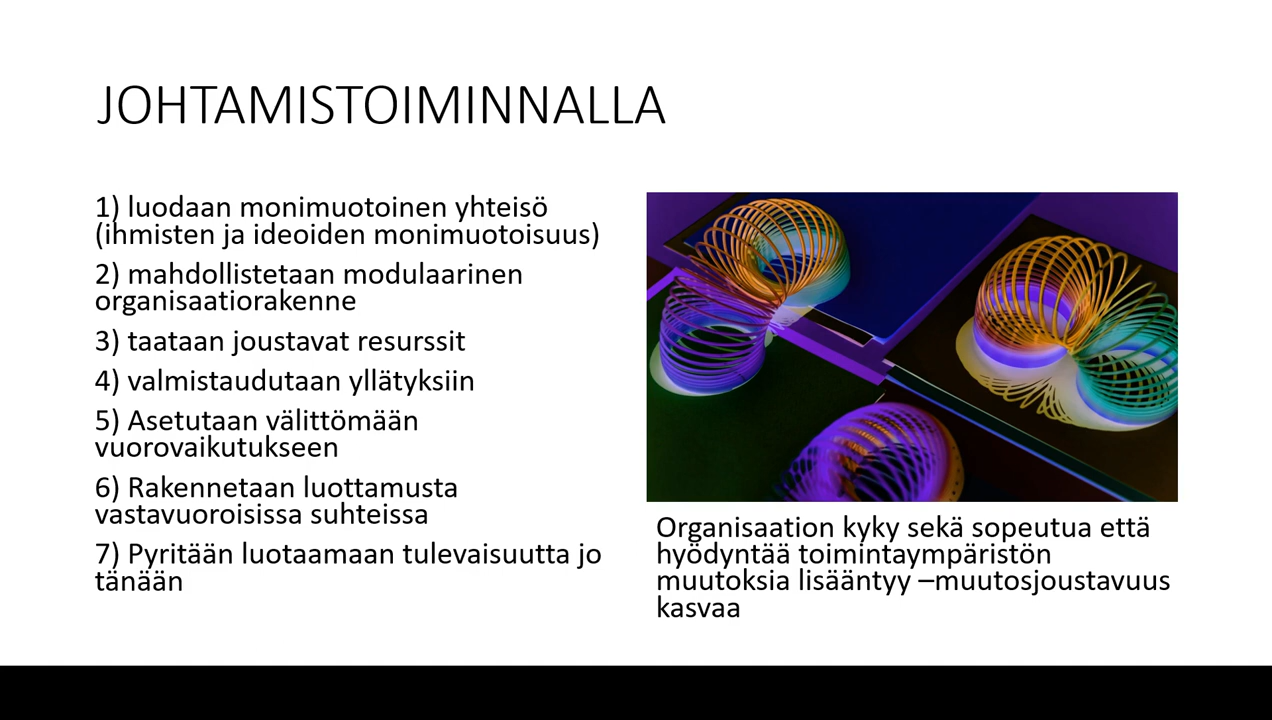 JOHTAMISTOIMINNALLA
1) luodaan monimuotoinen yhteisö
(ihmisten ja ideoiden monimuotoisuus)
2) mahdollistetaan modulaarinen
organisaatiorakenne
3) taataan joustavat resurssit
4) valmistaudutaan yllätyksiin
5) Asetutaan välittömään
vuorovaikutukseen
6) Rakennetaan luottamusta
vastavuoroisissa suhteissa
7) Pyritään luotaamaan tulevaisuutta jo
tänään
Organisaation kyky sekä sopeutua että
hyödyntää toimintaympäristön
muutoksia lisääntyy –muutosjoustavuus
kasvaa